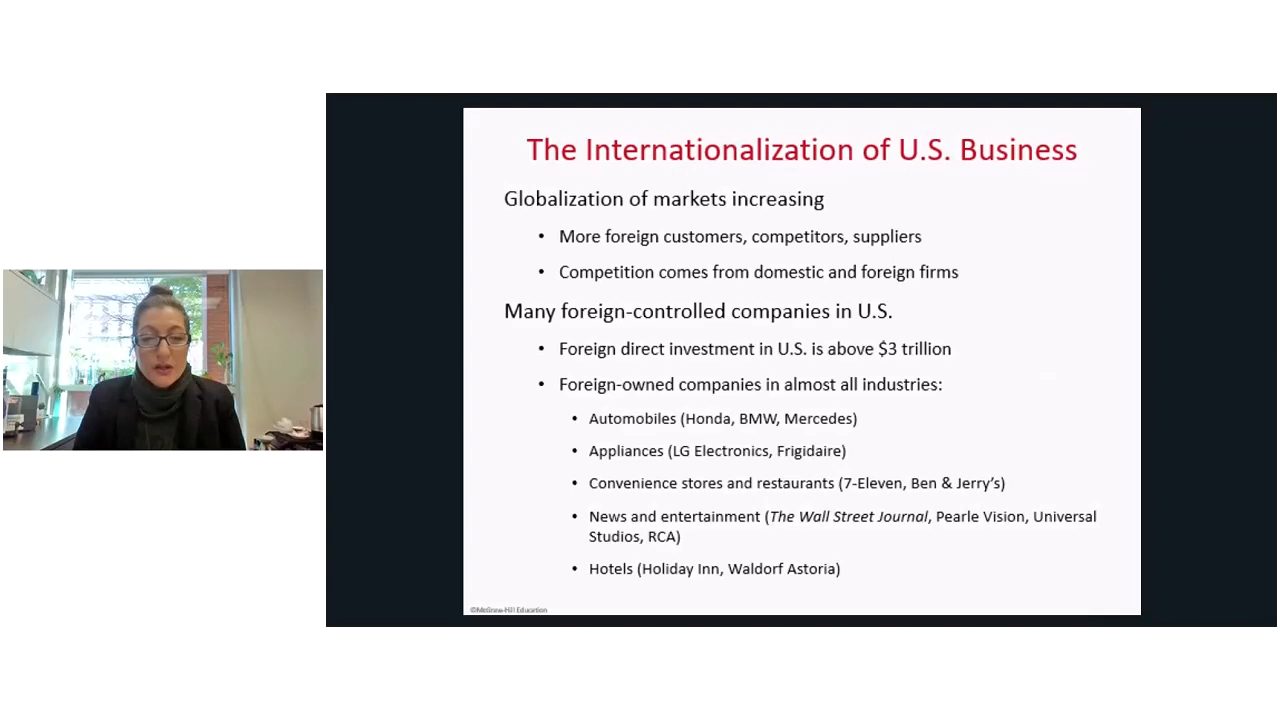 The Internationalization of U.S. Business
Globalization of markets increasing
• More foreign customers, competitors, suppliers
• Competition comes from domestic and foreign firms
Many foreign-controlled companies in U.S.
• Foreign direct investment in U.S. is above $3 trillion
• Foreign-owned companies in almost all industries:
• Automobiles (Honda, BMW, Mercedes)
• Appliances (LG Electronics, Frigidaire)
• Convenience stores and restaurants (7-Eleven, Ben & Jerry's)
• News and entertainment (The Wall Street Journal, Pearle Vision, Universal
Studios, RCA)
• Hotels (Holiday Inn, Waldorf Astoria)
©McGraw-Hill Education